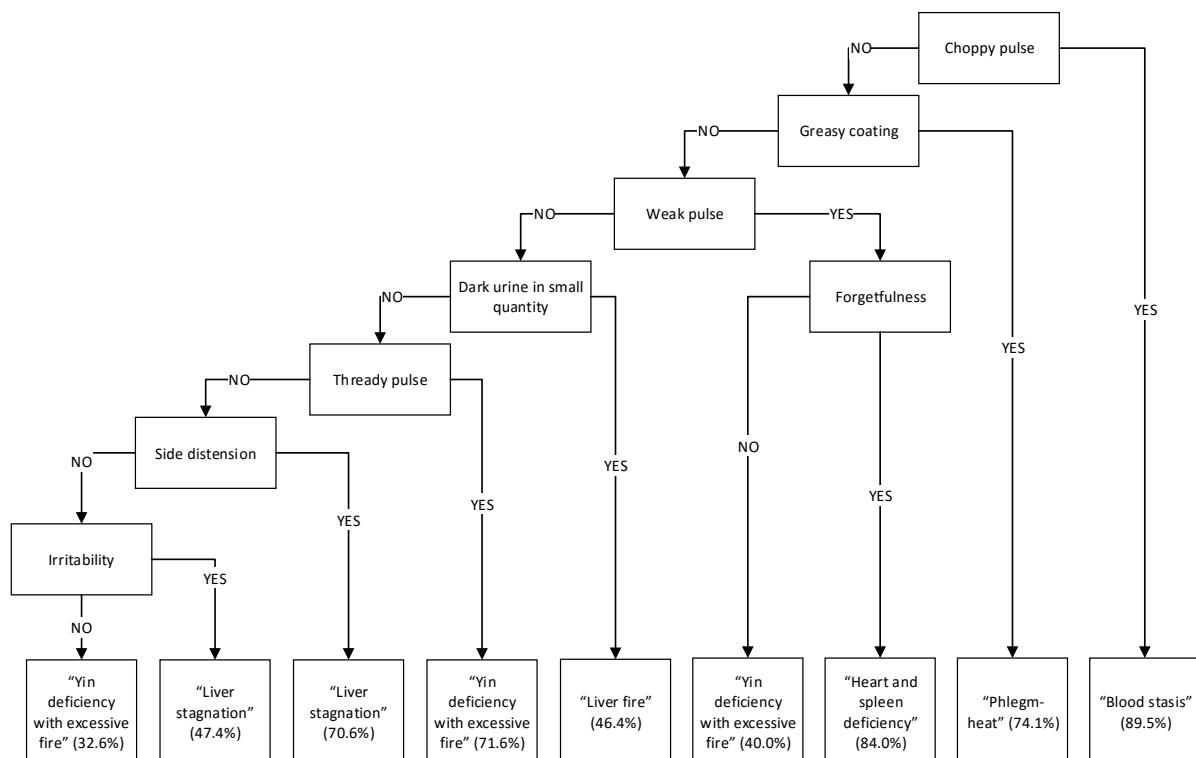 Choppy pulse
NO
Greasy coating
NO
Weak pulse
NO
YES
Dark urine in small
quantity
Forgetfulness
NO
YES
YES
Thready pulse
NO
Side distension
NO
NO
YES
YES
YES
YES
Irritability
YES
NO
“Yin
deficiency
with excessive
fire” (32.6%)
“Liver
stagnation”
(47.4%)
“Liver
stagnation”
(70.6%)
“Yin
deficiency
with excessive
fire” (71.6%)
“Liver fire”
(46.4%)
“Yin
deficiency
with excessive
fire” (40.0%)
“Heart and
spleen
deficiency”
(84.0%)
“Phlegm-
heat” (74.1%)
“Blood stasis”
(89.5%)